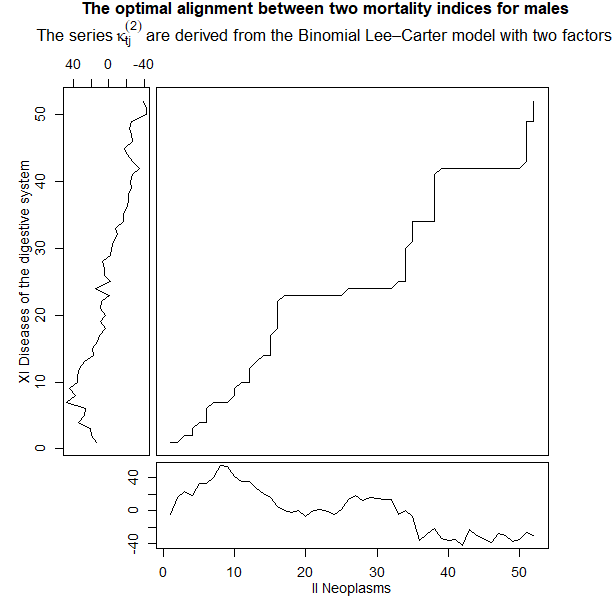 The optimal alignment between two mortality indices for males
The series κtj(2) are derived from the Binomial Lee–Carter model with two factors
40 0 -40
XI Diseases of the digestive system
50
40
30
20
10
0
40
0
-40
0 10 20 30 40 50
II Neoplasms